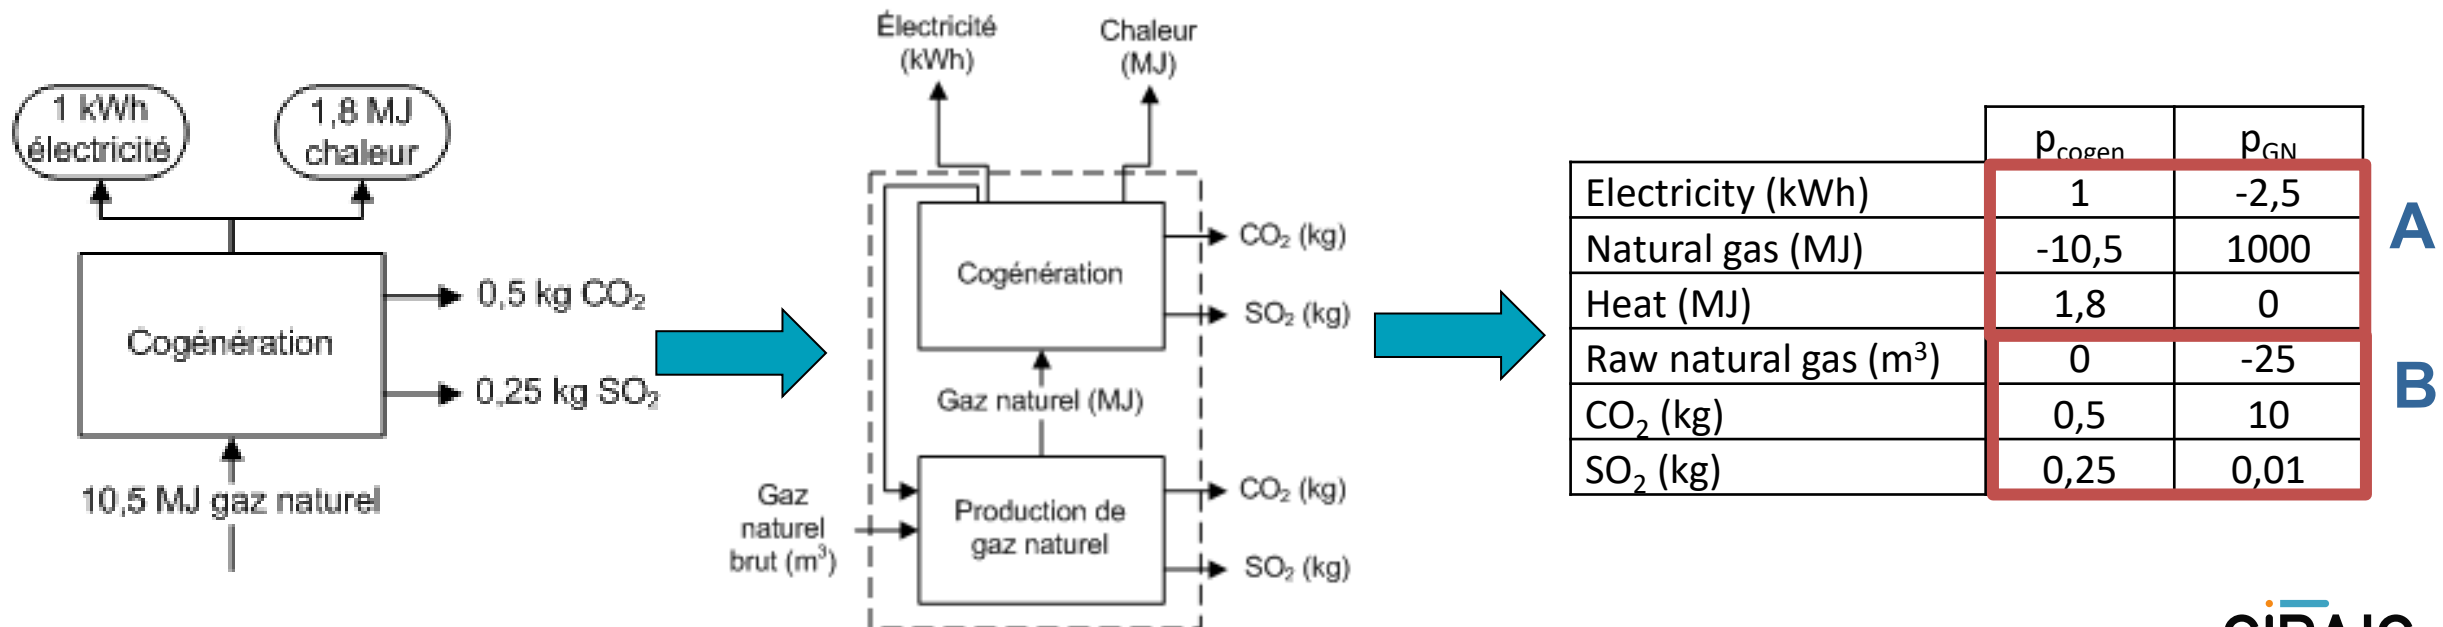 1 kWh
électricité
1,8 MJ
chaleur
Cogénération
0,5 kg CO₂
0,25 kg SO₂
10,5 MJ gaz naturel
Électricité
(kWh)
Chaleur
(MJ)
Cogénération
CO₂ (kg)
SO₂ (kg)
Gaz naturel (MJ)
Gaz
naturel
brut (m³)
Production de
gaz naturel
CO₂ (kg)
SO₂ (kg)
p_cogen p_GN
Electricity (kWh) 1 -2,5
Natural gas (MJ) -10,5 1000
Heat (MJ) 1,8 0
Raw natural gas (m³) 0 -25
CO₂ (kg) 0,5 10
SO₂ (kg) 0,25 0,01
A
B
CIRAIG